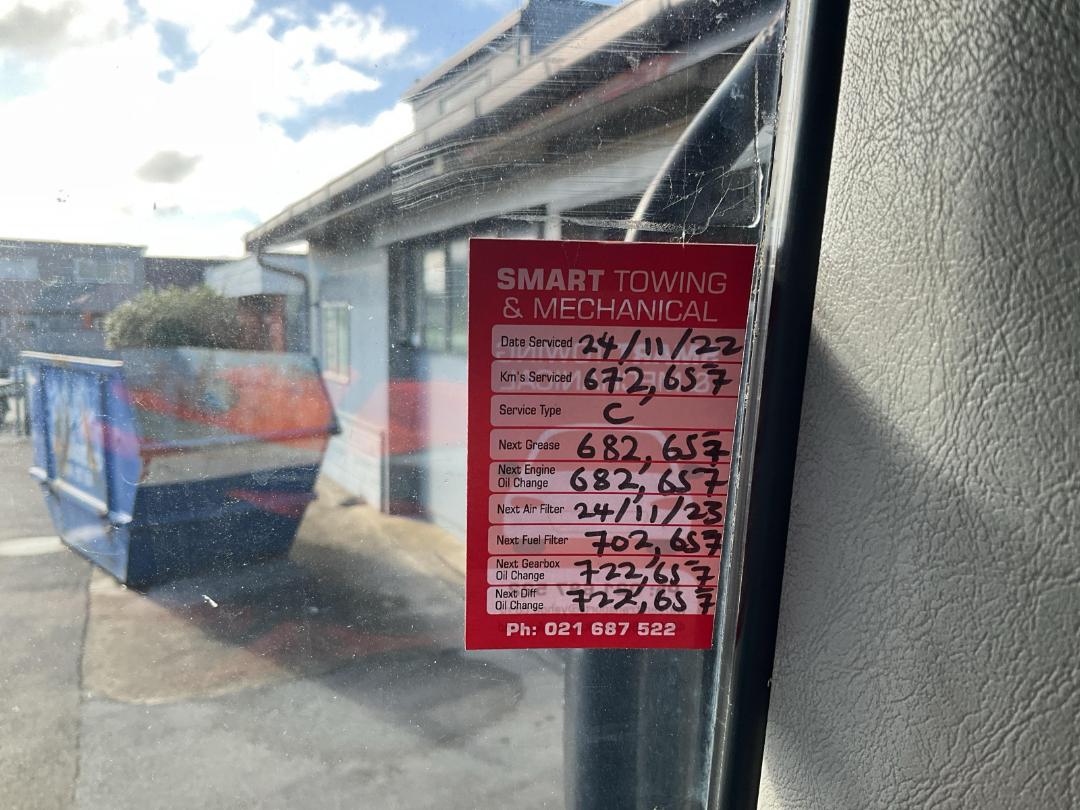 SMART TOWING
& MECHANICAL
Date Serviced 24/11/22
Km's Serviced 672,657
Service Type C
Next Grease 682,657
Next Engine
Oil Change 682,657
Next Air Filter 24/11/23
Next Fuel Filter 702,657
Next Gearbox
Oil Change 722,657
Next Diff
Oil Change 722,657
Ph: 021 687 522